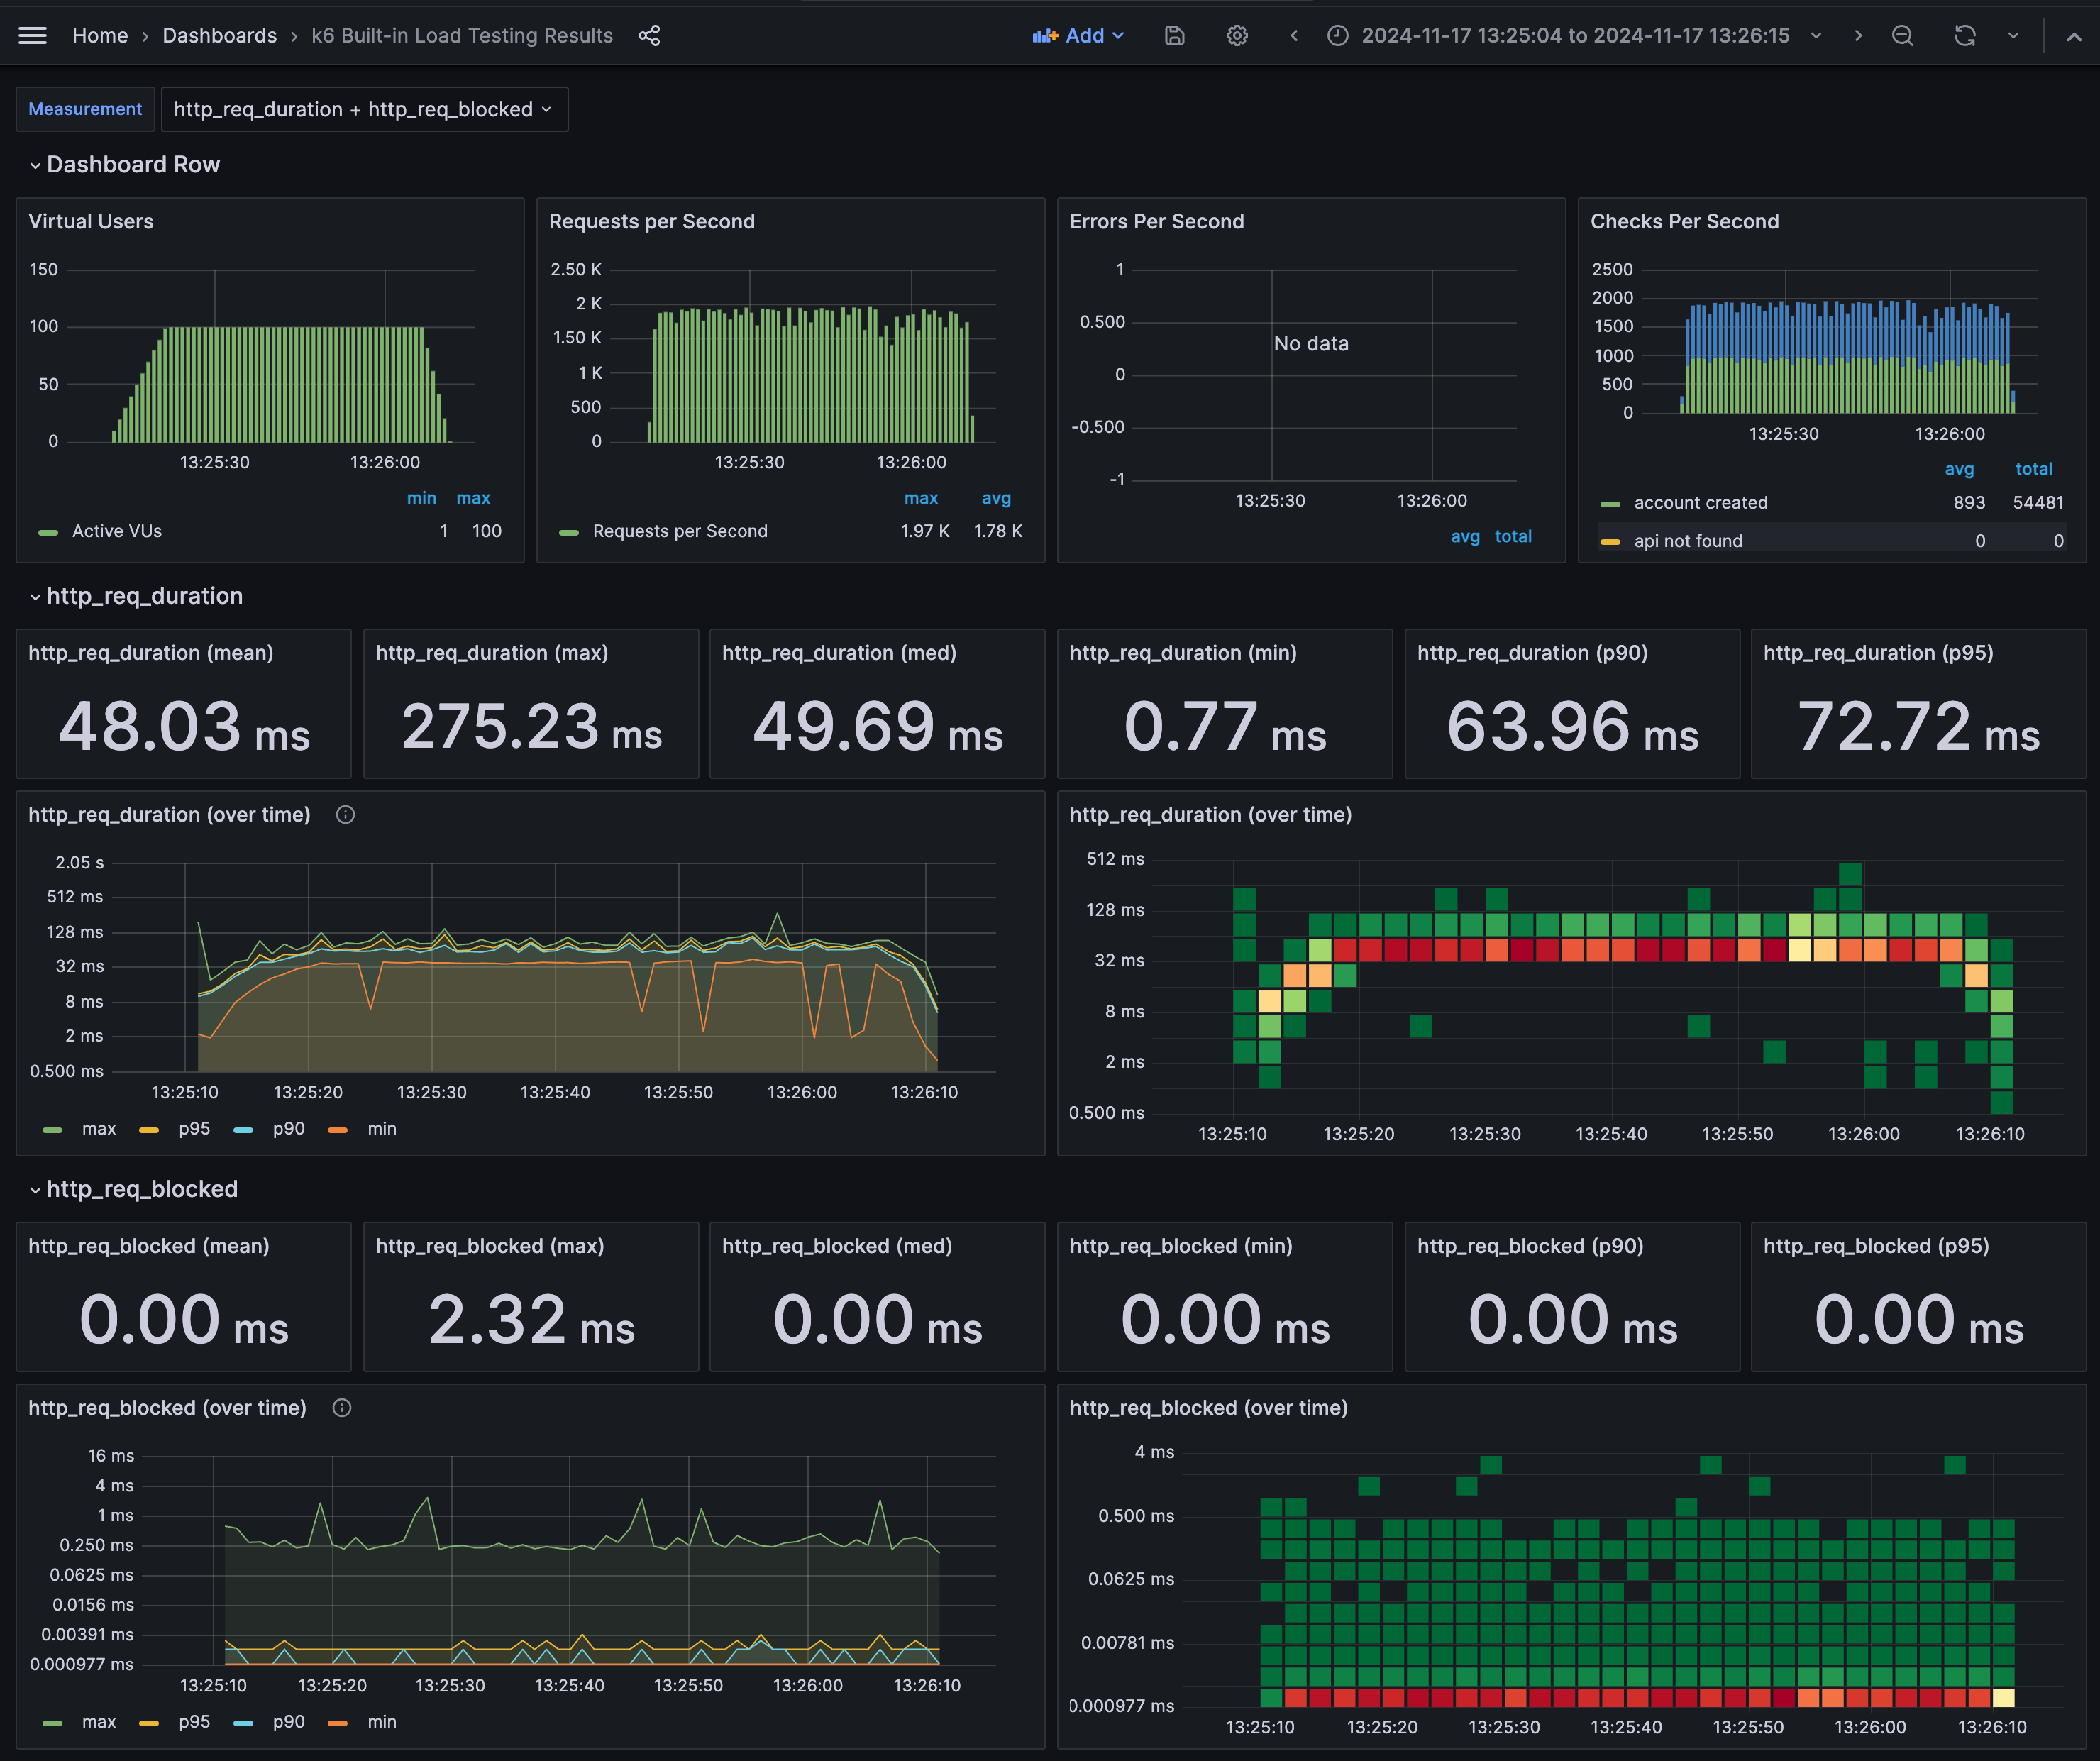 Home › Dashboards › k6 Built-in Load Testing Results
Add
2024-11-17 13:25:04 to 2024-11-17 13:26:15
Measurement
http_req_duration + http_req_blocked
Dashboard Row
Virtual Users
150
100
50
0
13:25:30 13:26:00
min max
Active VUs 1 100
Requests per Second
2.50 K
2 K
1.50 K
1 K
500
0
13:25:30 13:26:00
max avg
Requests per Second 1.97 K 1.78 K
Errors Per Second
1
0.500
0
-0.500
-1
No data
13:25:30 13:26:00
avg total
Checks Per Second
2500
2000
1500
1000
500
0
13:25:30 13:26:00
avg total
account created 893 54481
api not found 0 0
http_req_duration
http_req_duration (mean)
48.03 ms
http_req_duration (max)
275.23 ms
http_req_duration (med)
49.69 ms
http_req_duration (min)
0.77 ms
http_req_duration (p90)
63.96 ms
http_req_duration (p95)
72.72 ms
http_req_duration (over time)
2.05 s
512 ms
128 ms
32 ms
8 ms
2 ms
0.500 ms
13:25:10 13:25:20 13:25:30 13:25:40 13:25:50 13:26:00 13:26:10
max p95 p90 min
http_req_duration (over time)
512 ms
128 ms
32 ms
8 ms
2 ms
0.500 ms
13:25:10 13:25:20 13:25:30 13:25:40 13:25:50 13:26:00 13:26:10
http_req_blocked
http_req_blocked (mean)
0.00 ms
http_req_blocked (max)
2.32 ms
http_req_blocked (med)
0.00 ms
http_req_blocked (min)
0.00 ms
http_req_blocked (p90)
0.00 ms
http_req_blocked (p95)
0.00 ms
http_req_blocked (over time)
16 ms
4 ms
1 ms
0.250 ms
0.0625 ms
0.0156 ms
0.00391 ms
0.000977 ms
13:25:10 13:25:20 13:25:30 13:25:40 13:25:50 13:26:00 13:26:10
max p95 p90 min
http_req_blocked (over time)
4 ms
0.500 ms
0.0625 ms
0.00781 ms
0.000977 ms
13:25:10 13:25:20 13:25:30 13:25:40 13:25:50 13:26:00 13:26:10